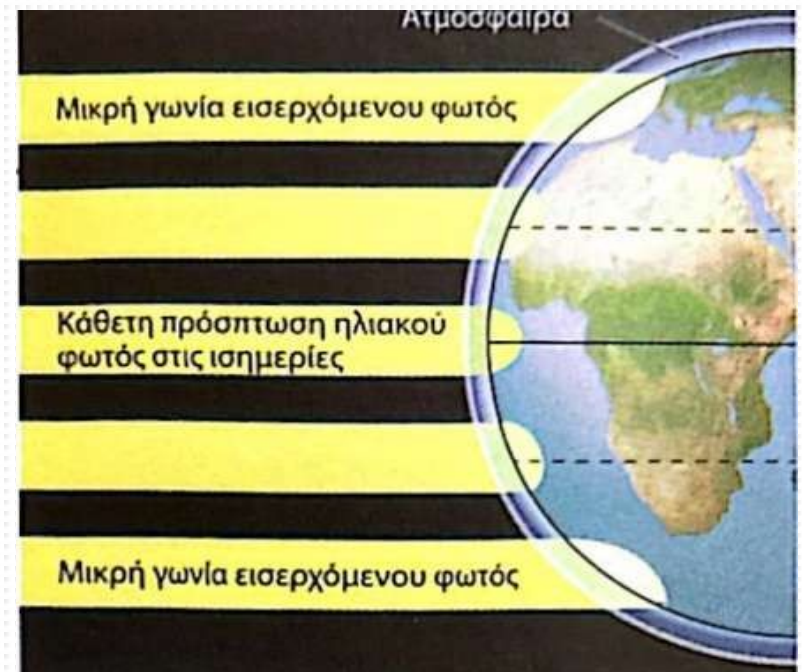 Ατμόσφαιρα
Μικρή γωνία εισερχόμενου φωτός
Κάθετη πρόσπτωση ηλιακού
φωτός στις ισημερίες
Μικρή γωνία εισερχόμενου φωτός